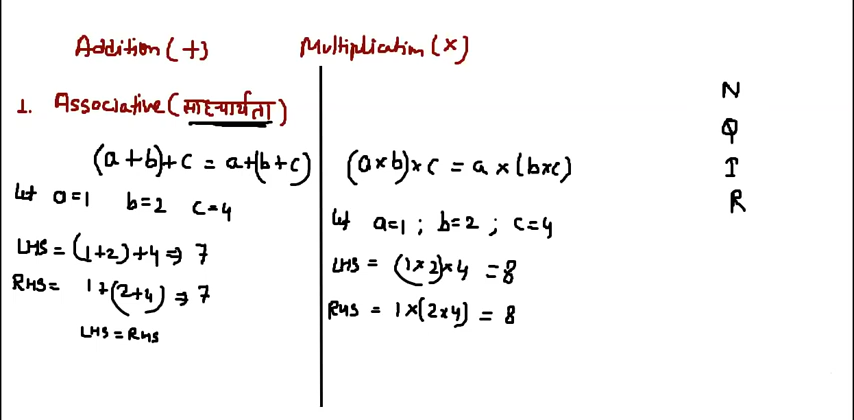 Addition (+)
Multiplication (×)
1. Associative (साहचार्यता)
(a+b)+c = a+(b+c)
Let a=1 b=2 c=4
LHS = (1+2)+4 ⇒ 7
RHS = 1+(2+4) ⇒ 7
LHS = RHS
(a×b)×c = a×(b×c)
Let a=1 ; b=2 ; c=4
LHS = (1×2)×4 = 8
RHS = 1×(2×4) = 8
N
Q
I
R